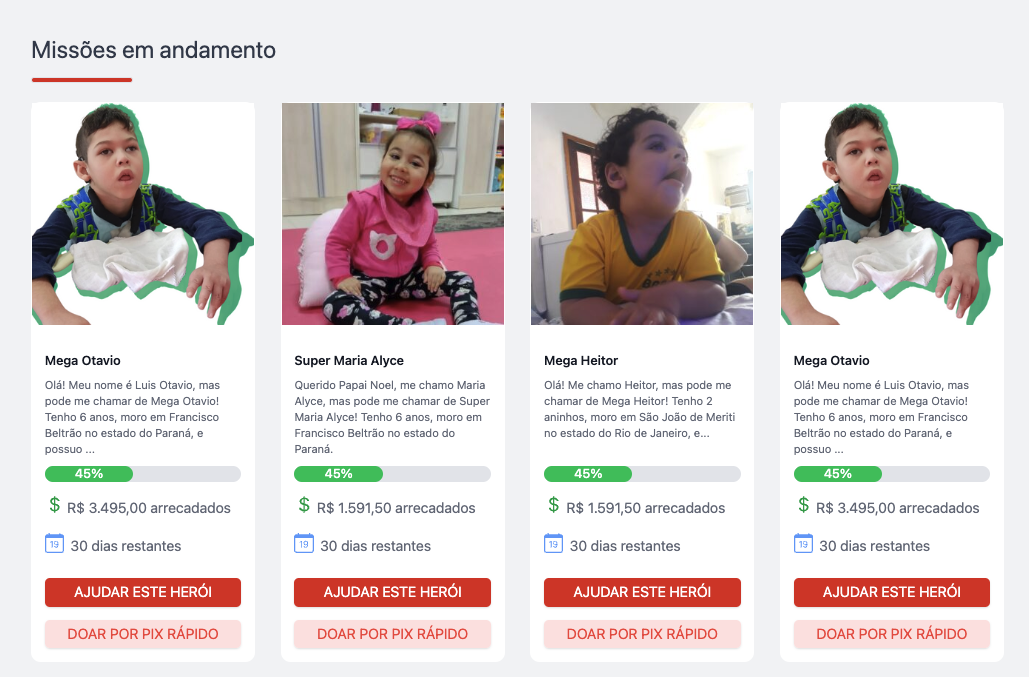 Missões em andamento
Mega Otavio
Olá! Meu nome é Luis Otavio, mas
pode me chamar de Mega Otavio!
Tenho 6 anos, moro em Francisco
Beltrão no estado do Paraná, e
possuo ...
45%
$ R$ 3.495,00 arrecadados
19 30 dias restantes
AJUDAR ESTE HERÓI
DOAR POR PIX RÁPIDO
Super Maria Alyce
Querido Papai Noel, me chamo Maria
Alyce, mas pode me chamar de Super
Maria Alyce! Tenho 6 anos, moro em
Francisco Beltrão no estado do
Paraná.
45%
$ R$ 1.591,50 arrecadados
19 30 dias restantes
AJUDAR ESTE HERÓI
DOAR POR PIX RÁPIDO
Mega Heitor
Olá! Me chamo Heitor, mas pode me
chamar de Mega Heitor! Tenho 2
aninhos, moro em São João de Meriti
no estado do Rio de Janeiro, e...
45%
$ R$ 1.591,50 arrecadados
19 30 dias restantes
AJUDAR ESTE HERÓI
DOAR POR PIX RÁPIDO
Mega Otavio
Olá! Meu nome é Luis Otavio, mas
pode me chamar de Mega Otavio!
Tenho 6 anos, moro em Francisco
Beltrão no estado do Paraná, e
possuo ...
45%
$ R$ 3.495,00 arrecadados
19 30 dias restantes
AJUDAR ESTE HERÓI
DOAR POR PIX RÁPIDO